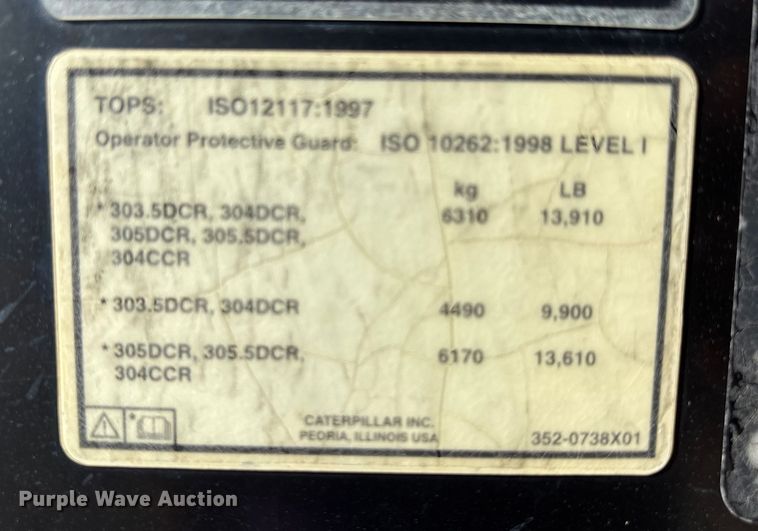 TOPS: ISO12117:1997
Operator Protective Guard: ISO 10262:1998 LEVEL I
kg LB
* 303.5DCR, 304DCR, 6310 13,910
305DCR, 305.5DCR,
304CCR
* 303.5DCR, 304DCR 4490 9,900
* 305DCR, 305.5DCR, 6170 13,610
304CCR
*
CATERPILLAR INC.
PEORIA, ILLINOIS USA
352-0738X01
Purple Wave Auction